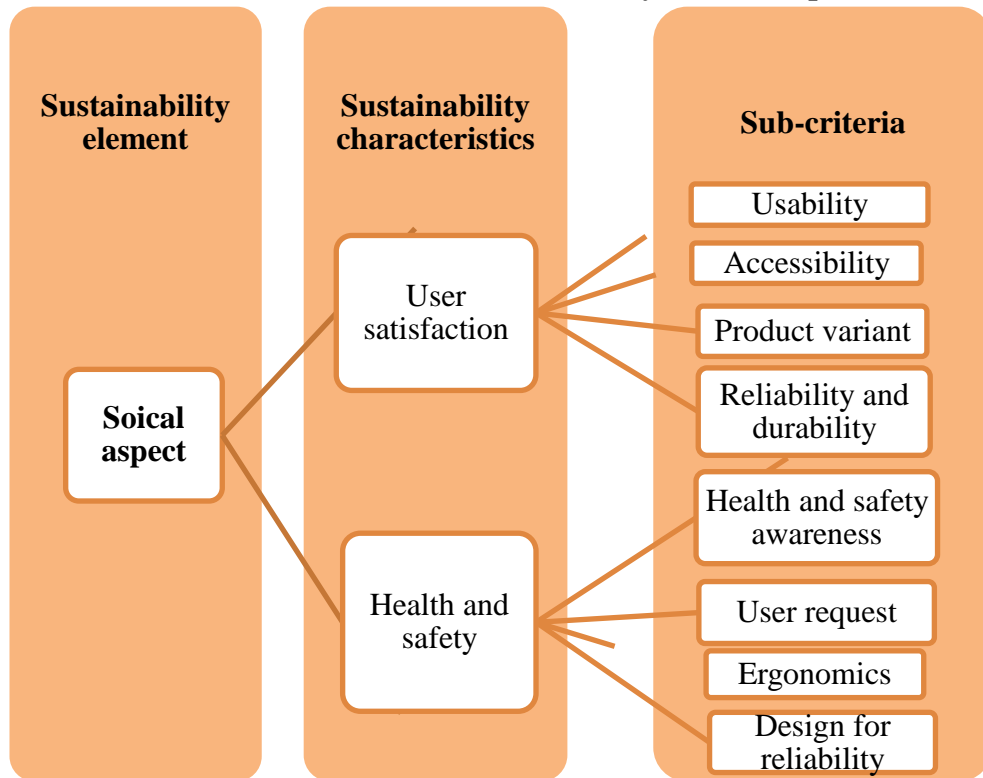 Sustainability
element
Sustainability
characteristics
Sub-criteria
Soical
aspect
User
satisfaction
Health and
safety
Usability
Accessibility
Product variant
Reliability and
durability
Health and safety
awareness
User request
Ergonomics
Design for
reliability